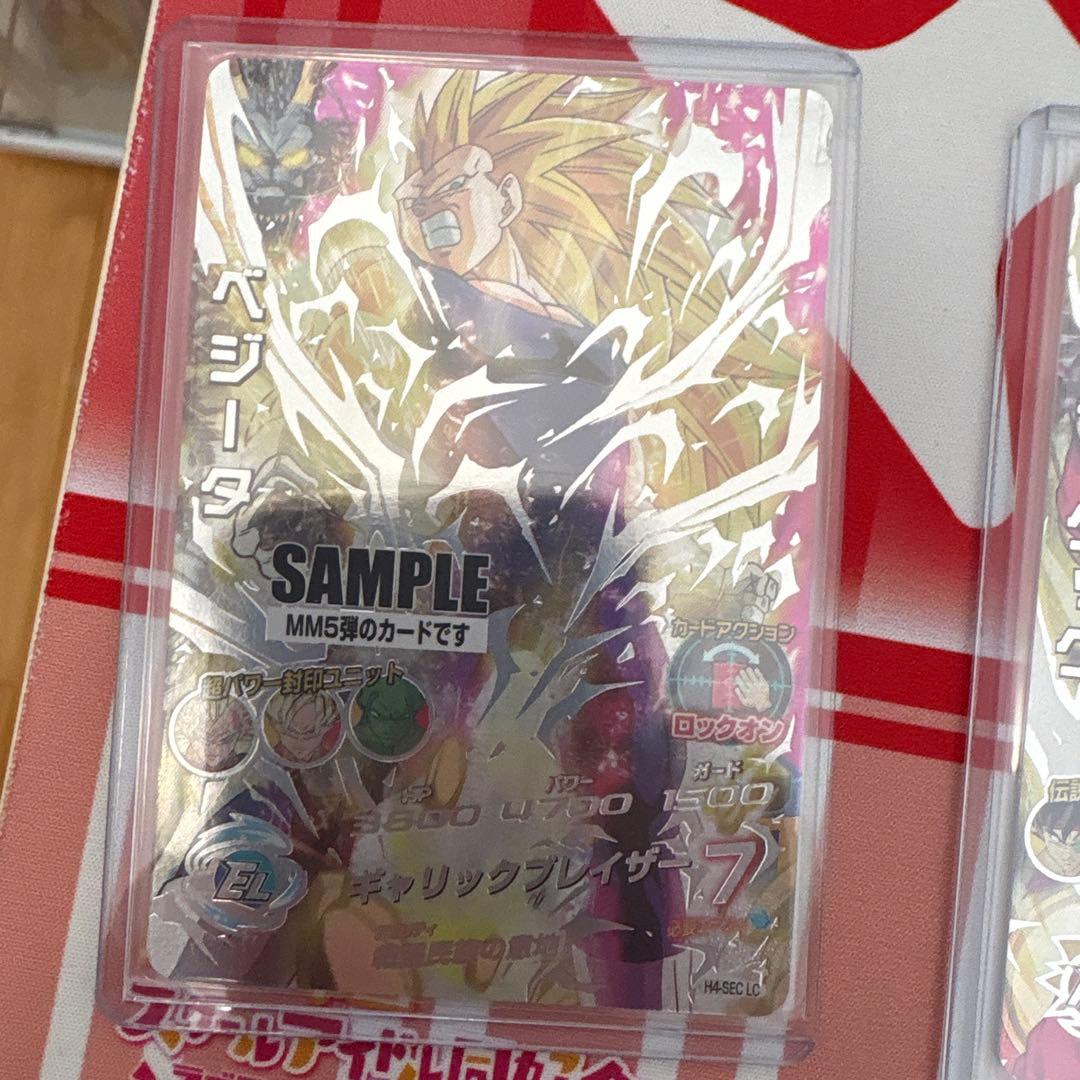 ベジータ
SAMPLE
MM5弾のカードです
超パワー封印ユニット
カードアクション
ロックオン
HP
3800
パワー
4700
ガード
1500
ギャリックブレイザー
7
EL
H4-SEC LC
伝説